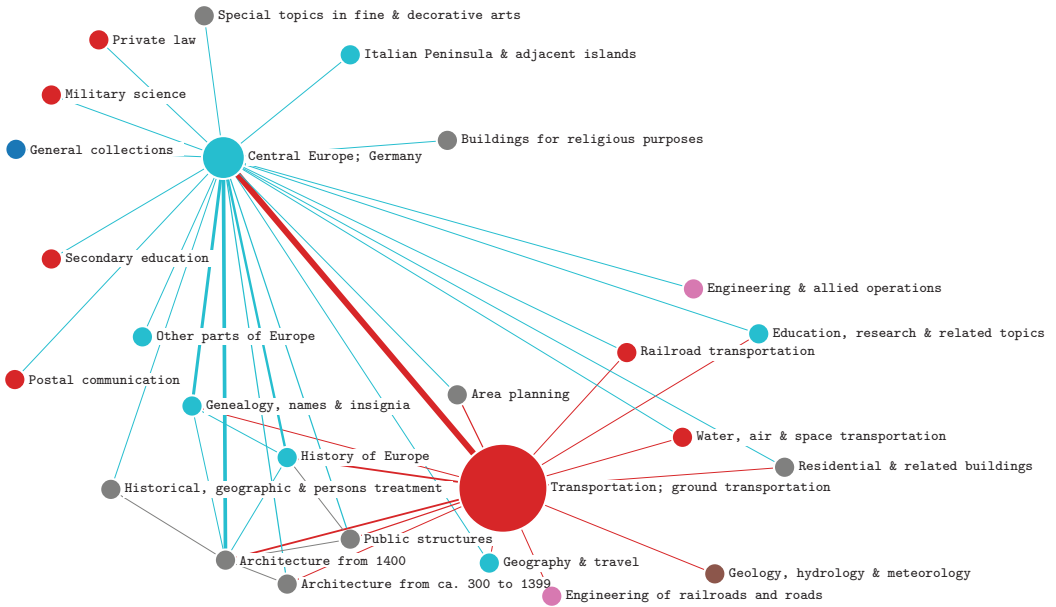 Special topics in fine & decorative arts
Private law
Italian Peninsula & adjacent islands
Military science
Buildings for religious purposes
General collections
Central Europe; Germany
Secondary education
Engineering & allied operations
Education, research & related topics
Other parts of Europe
Railroad transportation
Postal communication
Area planning
Genealogy, names & insignia
Water, air & space transportation
History of Europe
Residential & related buildings
Historical, geographic & persons treatment
Transportation; ground transportation
Public structures
Architecture from 1400
Geography & travel
Geology, hydrology & meteorology
Architecture from ca. 300 to 1399
Engineering of railroads and roads